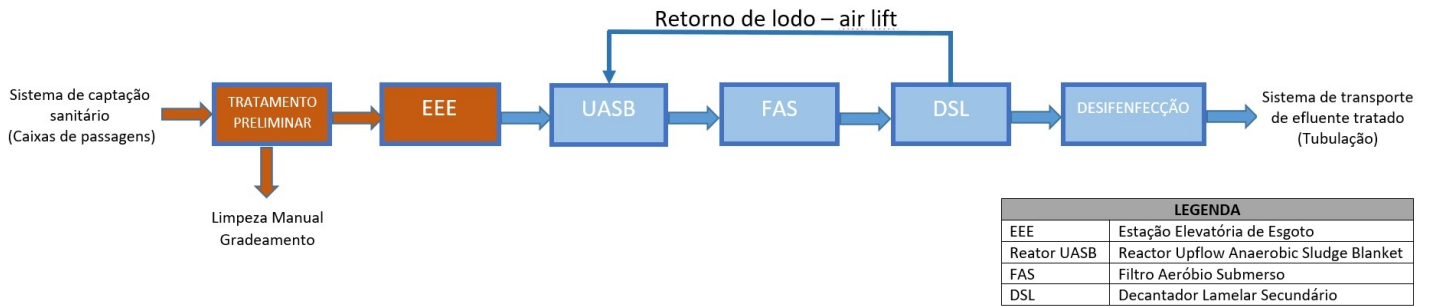 Retorno de lodo – air lift
Sistema de captação
sanitário
(Caixas de passagens)
TRATAMENTO
PRELIMINAR
EEE
UASB
FAS
DSL
DESIFENFECÇÃO
Sistema de transporte
de efluente tratado
(Tubulação)
Limpeza Manual
Gradeamento
LEGENDA
EEE Estação Elevatória de Esgoto
Reator UASB Reactor Upflow Anaerobic Sludge Blanket
FAS Filtro Aeróbio Submerso
DSL Decantador Lamelar Secundário